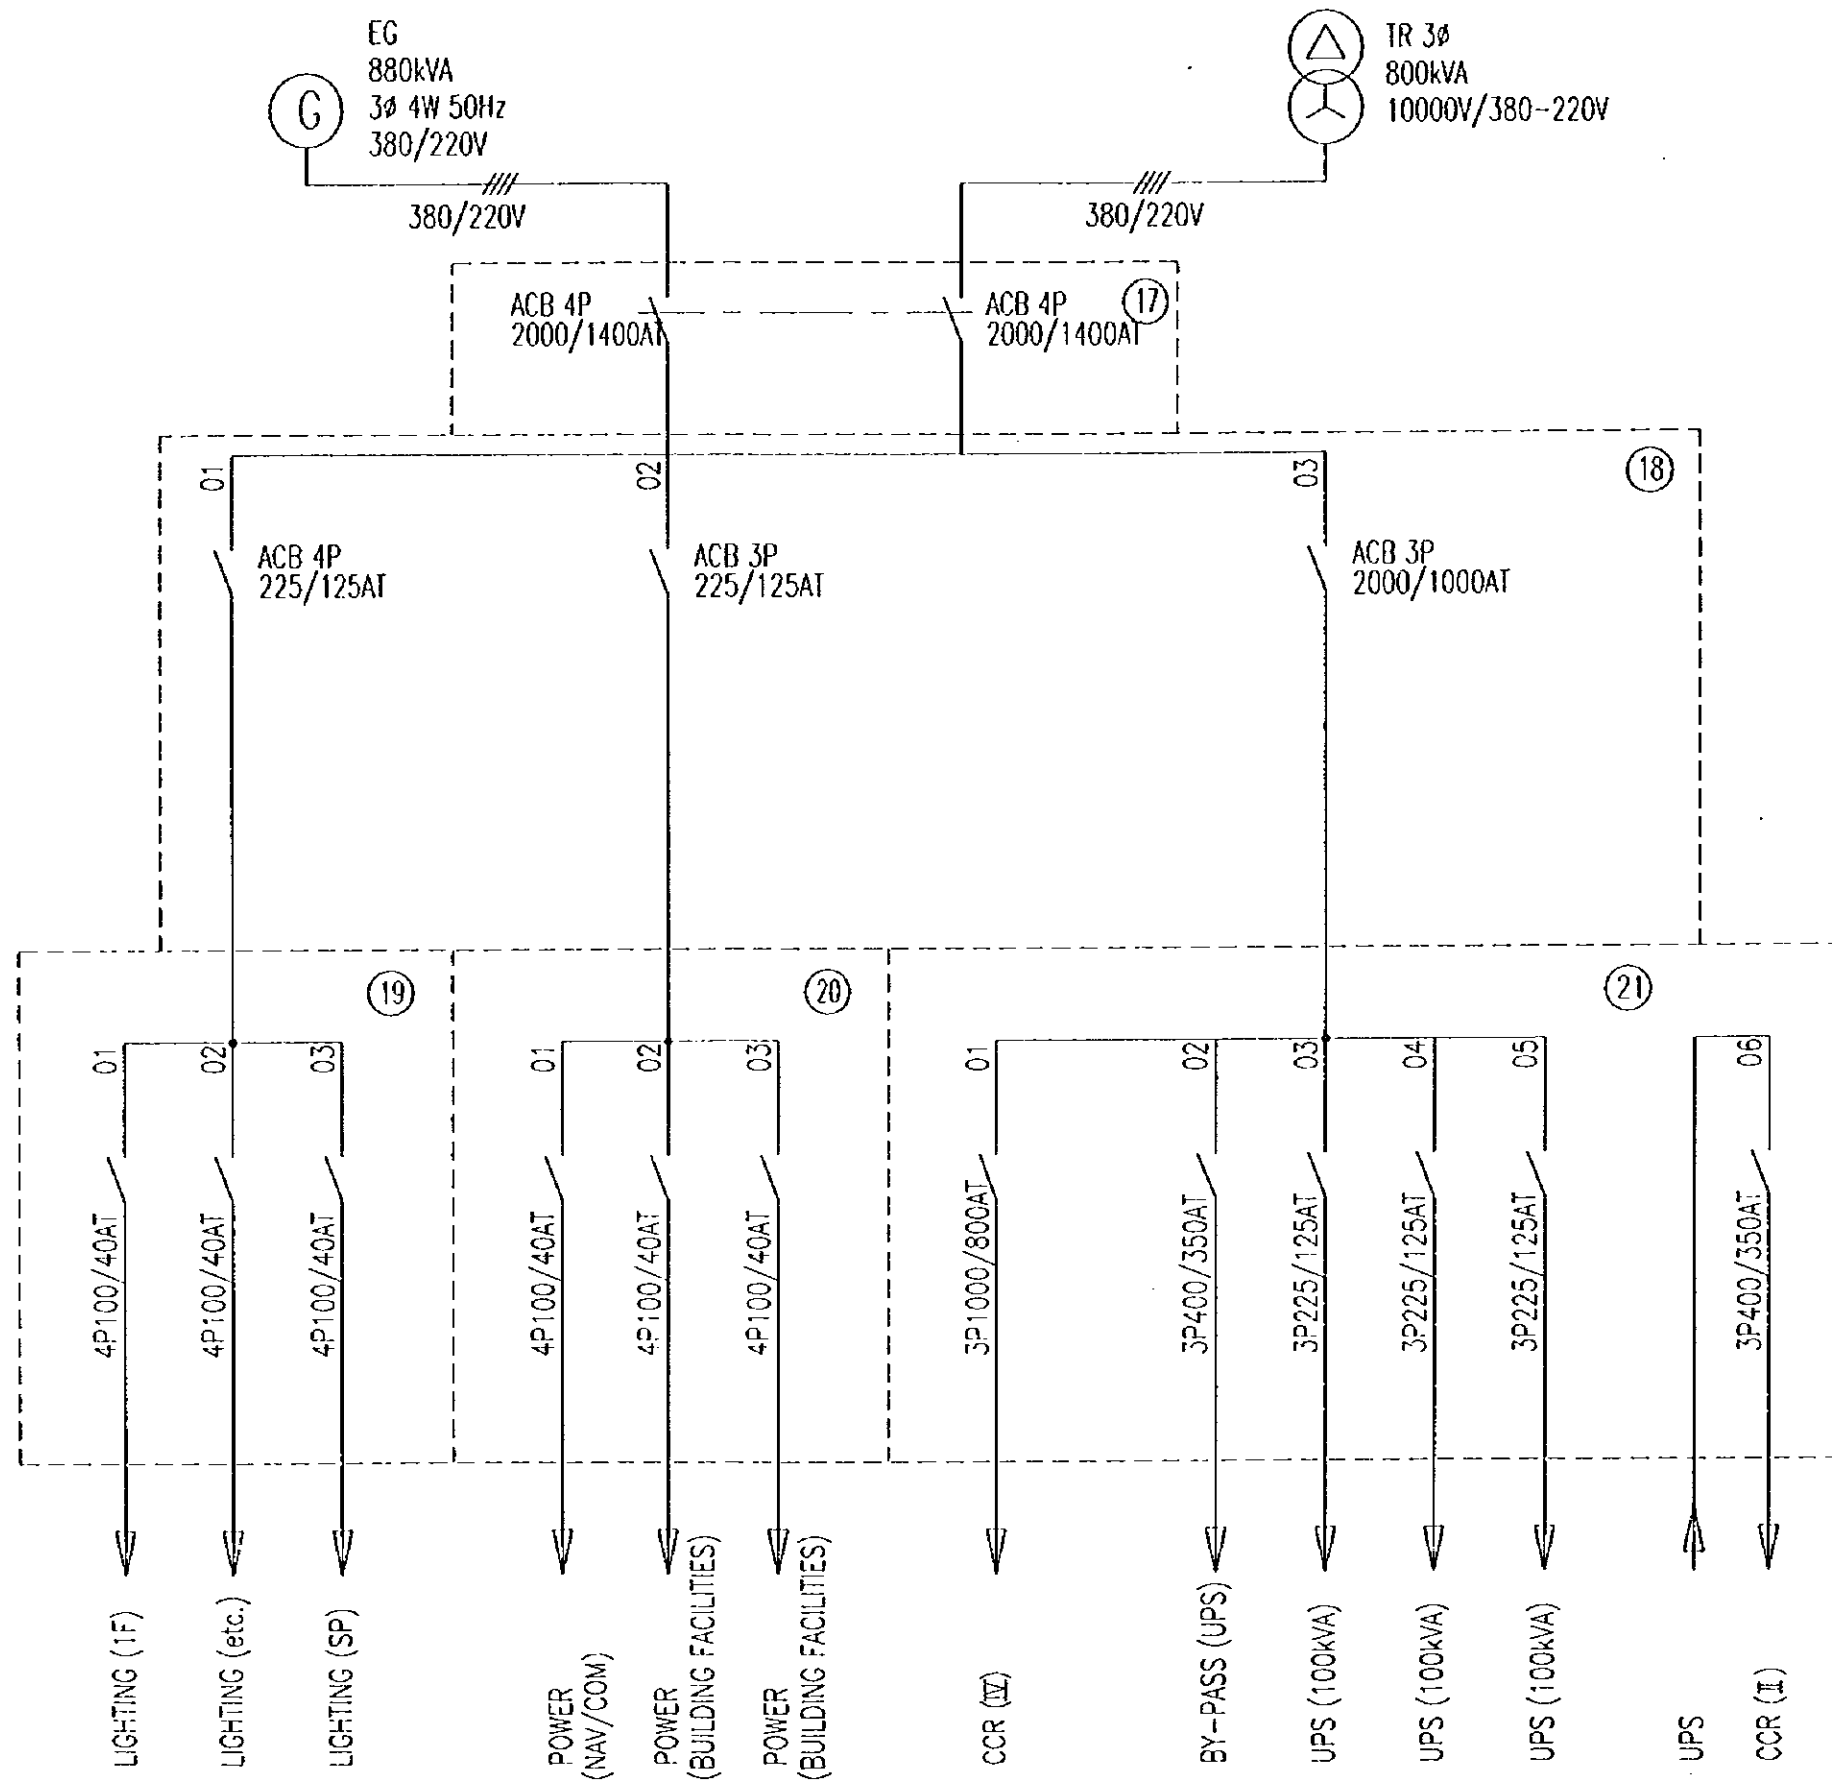 EG
880kVA
3ø 4W 50Hz
380/220V
G
TR 3ø
800kVA
10000V/380-220V
380/220V
380/220V
17
ACB 4P
2000/1400AT
ACB 4P
2000/1400AT
18
01
02
03
ACB 4P
225/125AT
ACB 3P
225/125AT
ACB 3P
2000/1000AT
19
20
21
01
02
03
01
02
03
01
02
03
04
05
06
4P100/40AT
4P100/40AT
4P100/40AT
4P100/40AT
4P100/40AT
4P100/40AT
3P1000/800AT
3P400/350AT
3P225/125AT
3P225/125AT
3P225/125AT
3P400/350AT
LIGHTING (1F)
LIGHTING (etc.)
LIGHTING (SP)
POWER
(NAV/COM)
POWER
(BUILDING FACILITIES)
POWER
(BUILDING FACILITIES)
CCR (Ⅳ)
BY-PASS (UPS)
UPS (100kVA)
UPS (100kVA)
UPS (100kVA)
UPS
CCR (Ⅱ)